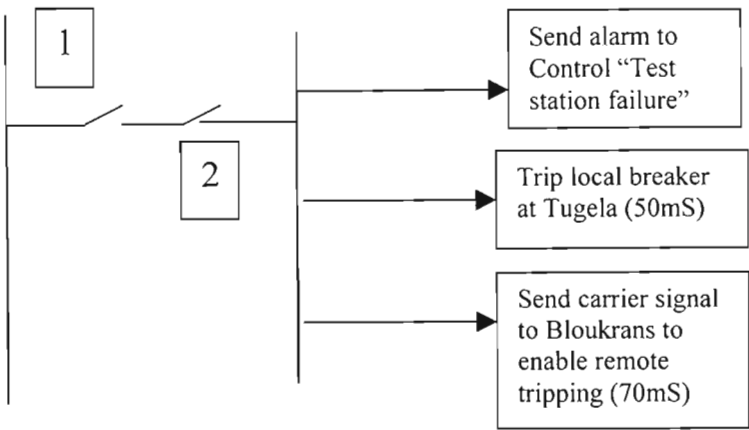 1
2
Send alarm to
Control “Test
station failure”
Trip local breaker
at Tugela (50mS)
Send carrier signal
to Bloukrans to
enable remote
tripping (70mS)